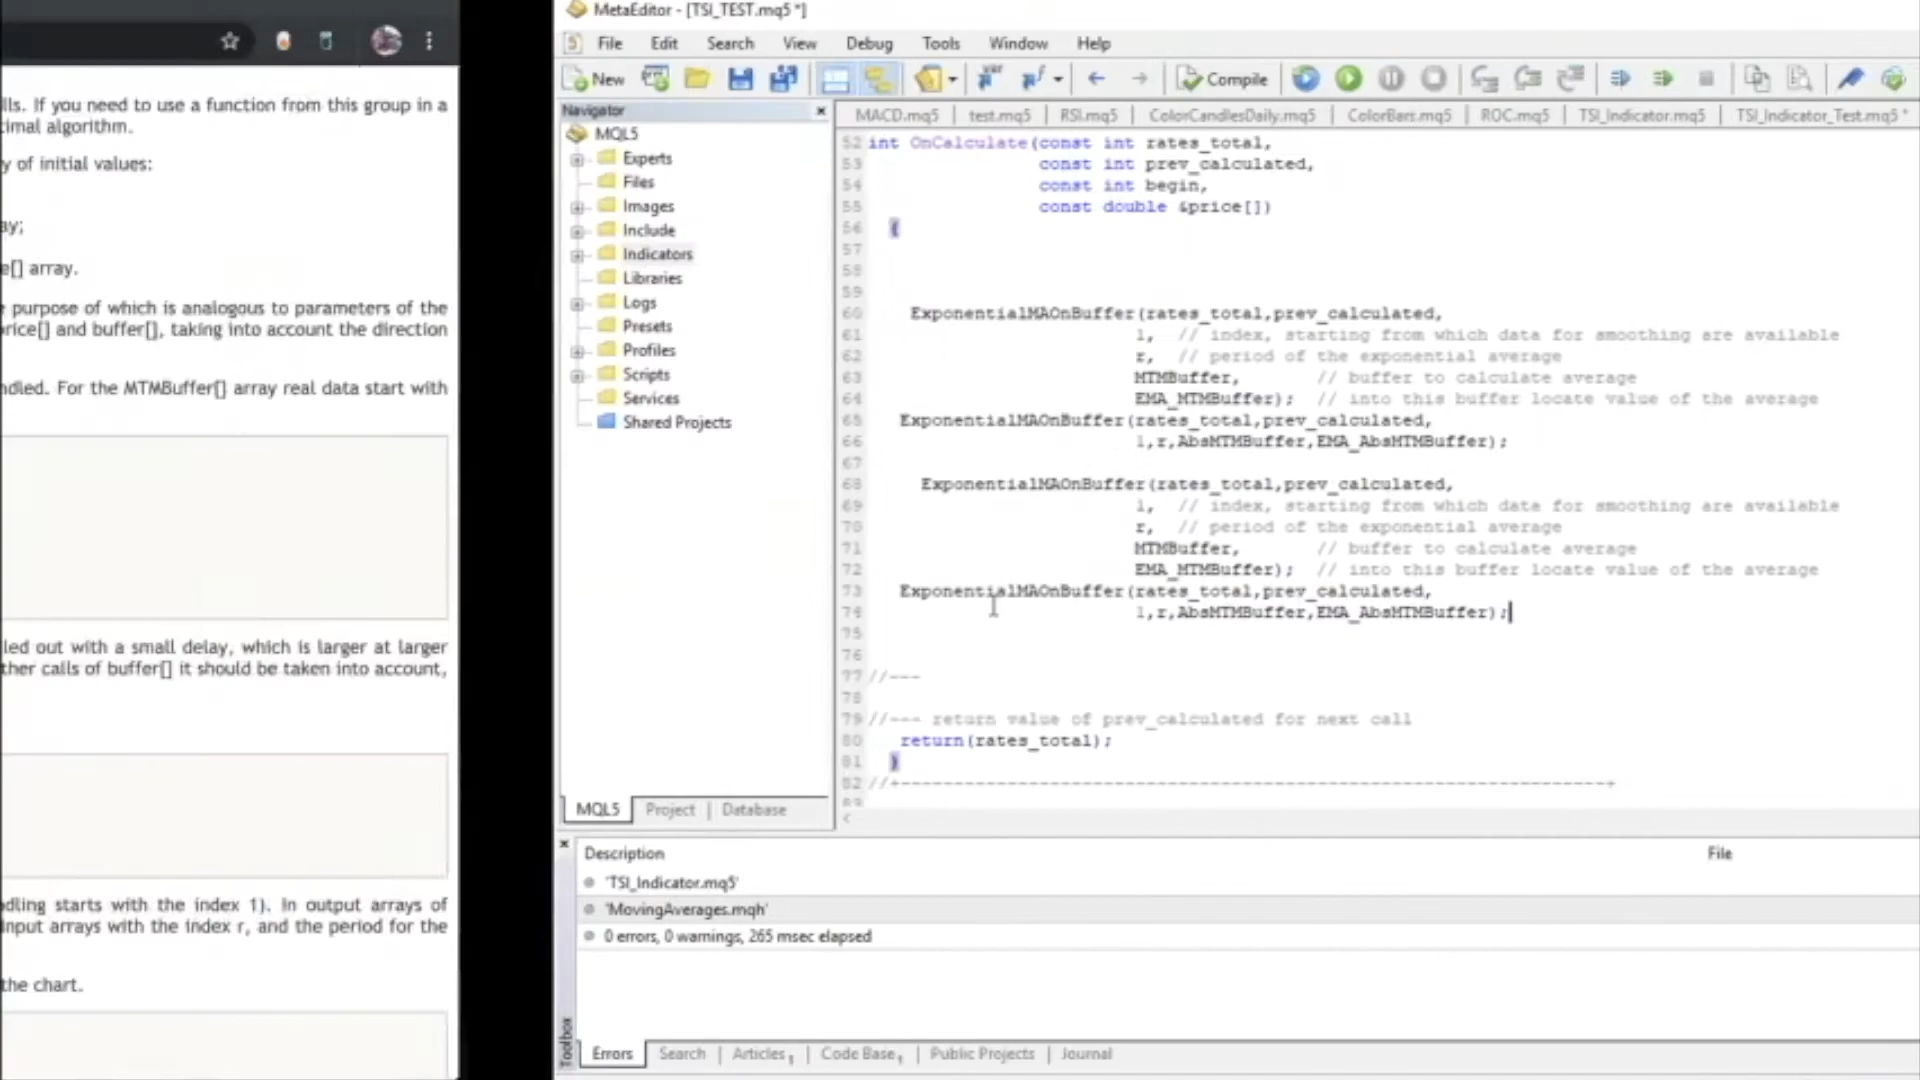 lls. If you need to use a function from this group in a
imal algorithm.
y of initial values:
ay;
e[] array.
purpose of which is analogous to parameters of the
rice[] and buffer[], taking into account the direction
ndled. For the MTMBuffer[] array real data start with
led out with a small delay, which is larger at larger
ther calls of buffer[] it should be taken into account,
dling starts with the index 1). In output arrays of
input arrays with the index r, and the period for the
the chart.
MetaEditor - [TSI_TEST.mq5 *]
File Edit Search View Debug Tools Window Help
New Compile
Navigator
MQL5
Experts
Files
Images
Include
Indicators
Libraries
Logs
Presets
Profiles
Scripts
Services
Shared Projects
MQL5 Project Database
MACD.mq5 test.mq5 RSI.mq5 ColorCandlesDaily.mq5 ColorBars.mq5 ROC.mq5 TSI_Indicator.mq5 TSI_Indicator_Test.mq5 *
52 int OnCalculate(const int rates_total,
53 const int prev_calculated,
54 const int begin,
55 const double &price[])
56 {
57
58
59
60 ExponentialMAOnBuffer(rates_total,prev_calculated,
61 1, // index, starting from which data for smoothing are available
62 r, // period of the exponential average
63 MTMBuffer, // buffer to calculate average
64 EMA_MTMBuffer); // into this buffer locate value of the average
65 ExponentialMAOnBuffer(rates_total,prev_calculated,
66 1,r,AbsMTMBuffer,EMA_AbsMTMBuffer);
67
68 ExponentialMAOnBuffer(rates_total,prev_calculated,
69 1, // index, starting from which data for smoothing are available
70 r, // period of the exponential average
71 MTMBuffer, // buffer to calculate average
72 EMA_MTMBuffer); // into this buffer locate value of the average
73 ExponentialMAOnBuffer(rates_total,prev_calculated,
74 1,r,AbsMTMBuffer,EMA_AbsMTMBuffer);
75
76
77 //---
78
79 //--- return value of prev_calculated for next call
80 return(rates_total);
81 }
82 //+------------------------------------------------------------------+
83
Description File
'TSI_Indicator.mq5'
'MovingAverages.mqh'
0 errors, 0 warnings, 265 msec elapsed
Toolbox
Errors Search Articles 1 Code Base 1 Public Projects Journal